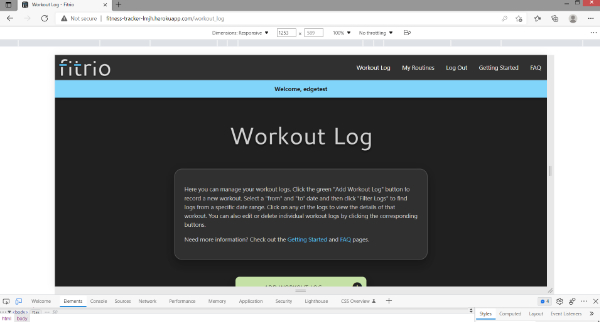 Workout Log - Fitrio
Not secure | fitness-tracker-lmjh.herokuapp.com/workout_log
Dimensions: Responsive 1253 x 100% No throttling
fitrio Workout Log My Routines Log Out Getting Started FAQ
Welcome, edgetest
Workout Log
Here you can manage your workout logs. Click the green "Add Workout Log" button to
record a new workout. Select a "from" and "to" date and then click "Filter Logs" to find
logs from a specific date range. Click on any of the logs to view the details of that
workout. You can also edit or delete individual workout logs by clicking the corresponding
buttons.
Need more information? Check out the Getting Started and FAQ pages.
ADD WORKOUT LOG
Welcome Elements Console Sources Network Performance Memory Application Security Lighthouse CSS Overview
Styles Computed Layout Event Listeners
html body